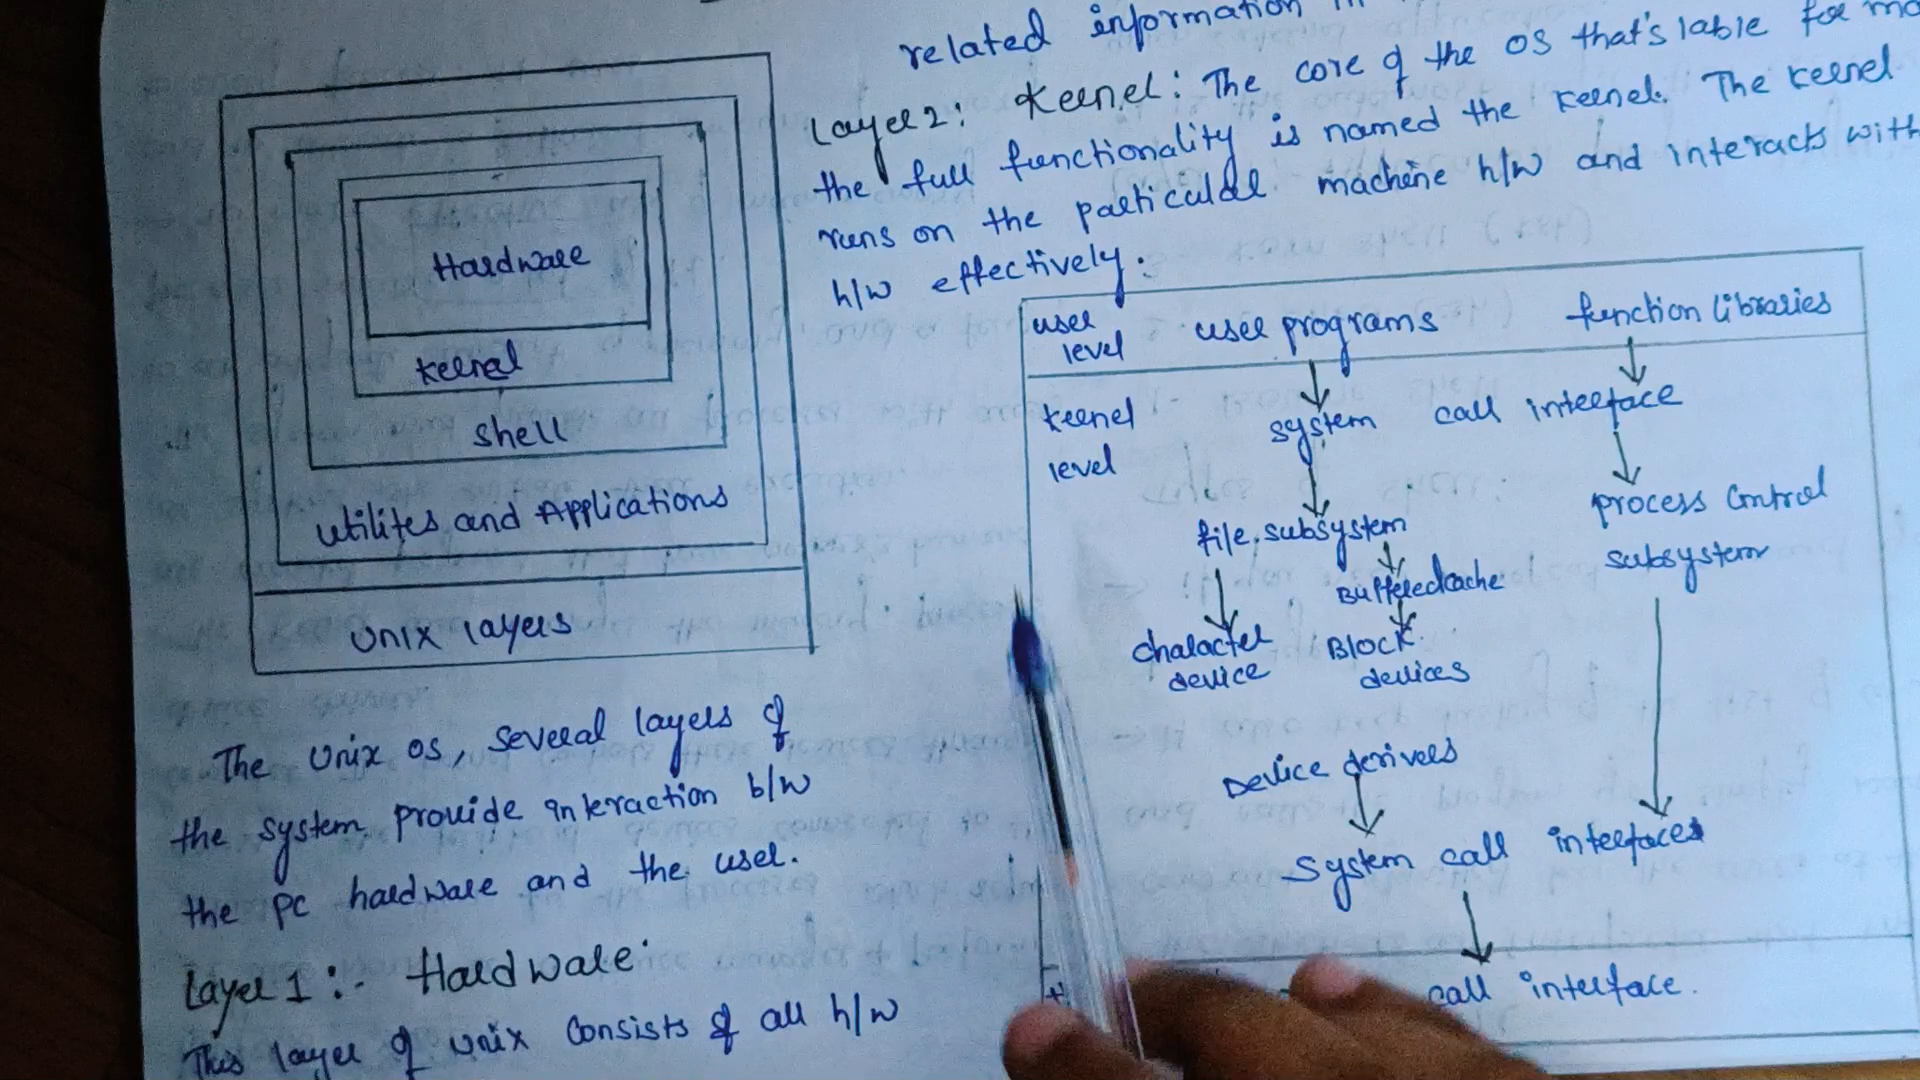 Hardware
kernal
shell
utilites and Applications
Unix layers
The Unix os, several layers of
the system provide interaction b/w
the pc hardware and the user.
Layer 1 :- Hardware
This layer of unix consists of all h/w
related information
Layer 2: Kernel: The core of the OS that's lable for
the full functionality is named the kernel. The kernel
runs on the particular machine h/w and interacts with
h/w effectively.
user level
user programs
function libraries
kernel level
system call interface
file subsystem
process control subsystem
Buffered cache
character device
Block devices
Device derivers
System call interfaces
call interface.